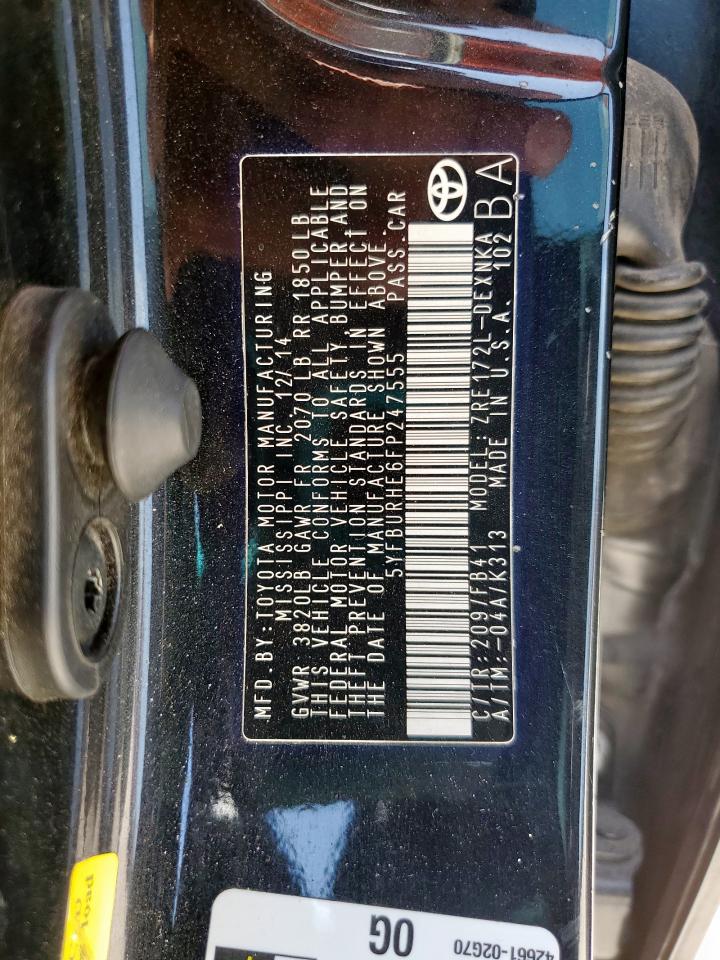 MFD.BY:TOYOTA MOTOR MANUFACTURING
MISSISSIPPI INC. 12/14
GVWR 3820LB GAWR FR 2070 LB RR 1850LB
THIS VEHICLE CONFORMS TO ALL APPLICABLE
FEDERAL MOTOR VEHICLE SAFETY, BUMPER AND
THEFT PREVENTION STANDARDS IN EFFECT ON
THE DATE OF MANUFACTURE SHOWN ABOVE
5YFBURHE6FP247555 PASS.CAR
C/TR:209/FB41 MODEL:ZRE172L-DEXNKA
A/TM:-04A/K313 MADE IN U.S.A. 102
BA
0G
42661-02G70